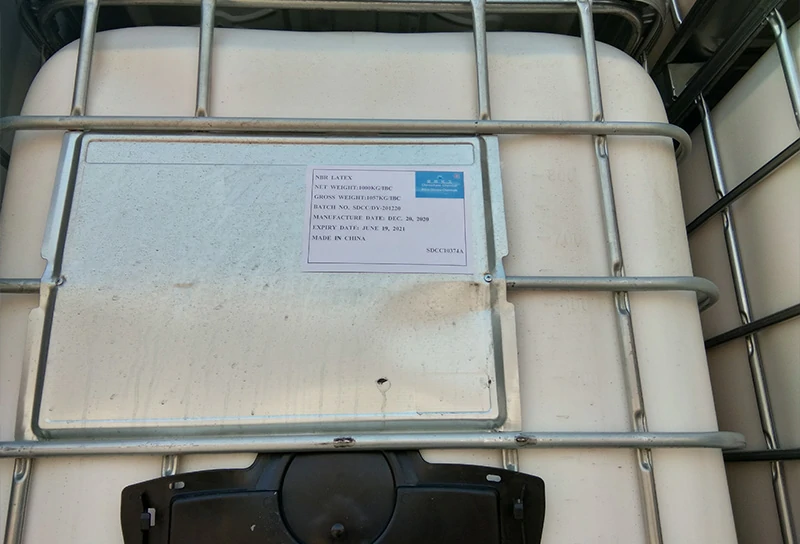 NBR LATEX
NET WEIGHT:1000KG/IBC
GROSS WEIGHT:1057KG/IBC
BATCH NO. SDCC/DY-201220
MANUFACTURE DATE: DEC. 20, 2020
EXPIRY DATE: JUNE 19, 2021
MADE IN CHINA